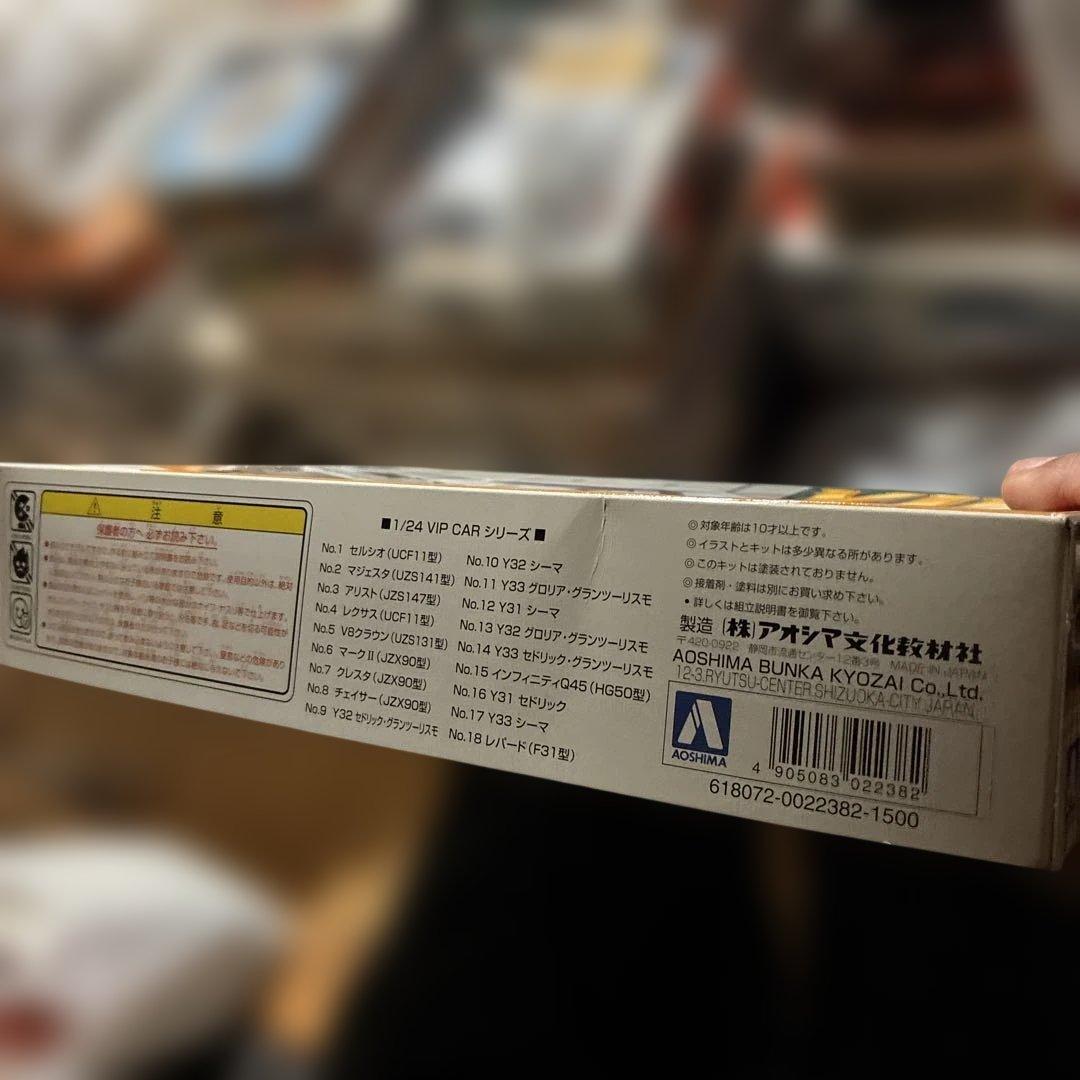 注意
保護者の方へ 必ずお読み下さい。
■1/24 VIP CAR シリーズ■
No.1 セルシオ(UCF11型)
No.2 マジェスタ(UZS141型)
No.3 アリスト(JZS147型)
No.4 レクサス(UCF11型)
No.5 V8クラウン(UZS131型)
No.6 マークⅡ(JZX90型)
No.7 クレスタ(JZX90型)
No.8 チェイサー(JZX90型)
No.9 Y32 セドリック・グランツーリスモ
No.10 Y32 シーマ
No.11 Y33 グロリア・グランツーリスモ
No.12 Y31 シーマ
No.13 Y32 グロリア・グランツーリスモ
No.14 Y33 セドリック・グランツーリスモ
No.15 インフィニティQ45(HG50型)
No.16 Y31 セドリック
No.17 Y33 シーマ
No.18 レパード(F31型)
◎対象年齢は10才以上です。
◎イラストとキットは多少異なる所があります。
◎このキットは塗装されておりません。
◎接着剤・塗料は別にお買い求め下さい。
• 詳しくは組立説明書を御覧下さい。
製造 (株)アオシマ文化教材社
〒420-0922 静岡市流通センター12番3号 MADE IN JAPAN
AOSHIMA BUNKA KYOZAI Co.,Ltd.
12-3,RYUTSU-CENTER,SHIZUOKA-CITY JAPAN
AOSHIMA
4 905083 022382
618072-0022382-1500